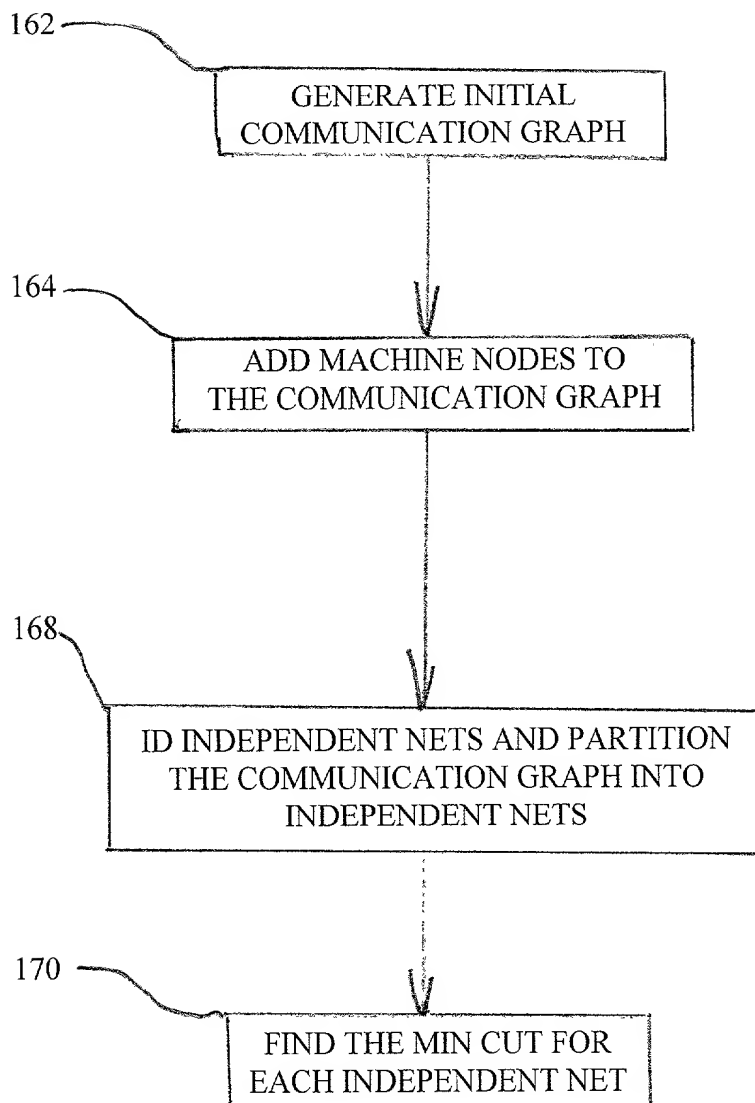 162
GENERATE INITIAL
COMMUNICATION GRAPH
164
ADD MACHINE NODES TO
THE COMMUNICATION GRAPH
168
ID INDEPENDENT NETS AND PARTITION
THE COMMUNICATION GRAPH INTO
INDEPENDENT NETS
170
FIND THE MIN CUT FOR
EACH INDEPENDENT NET